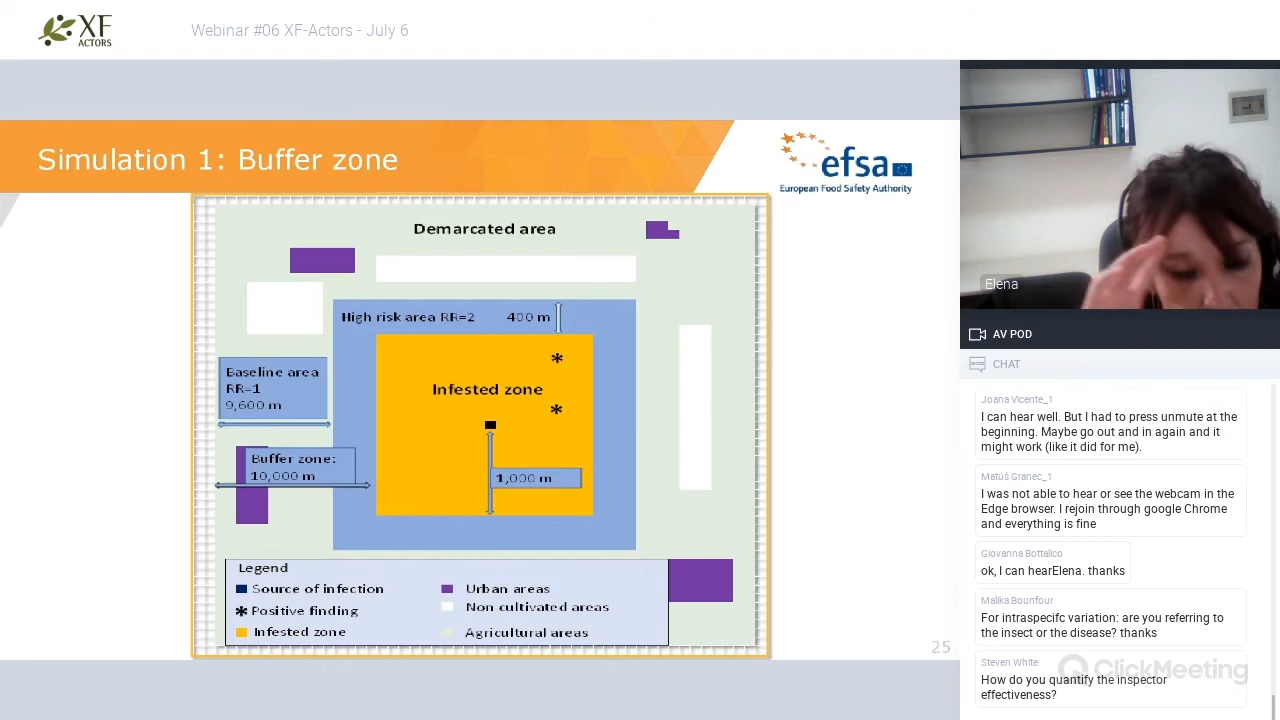 XF
ACTORS
Webinar #06 XF-Actors - July 6
Simulation 1: Buffer zone
efsa
European Food Safety Authority
Demarcated area
High risk area RR=2
400 m
Infested zone
*
*
Baseline area
RR=1
9,600 m
Buffer zone:
10,000 m
1,000 m
Legend
Source of infection
* Positive finding
Infested zone
Urban areas
Non cultivated areas
Agricultural areas
25
Elena
AV POD
CHAT
Joana Vicente_1
I can hear well. But I had to press unmute at the
beginning. Maybe go out and in again and it
might work (like it did for me).
Matúš Granec_1
I was not able to hear or see the webcam in the
Edge browser. I rejoin through google Chrome
and everything is fine
Giovanna Bottalico
ok, I can hearElena. thanks
Malika Bounfour
For intraspecifc variation: are you referring to
the insect or the disease? thanks
Steven White
How do you quantify the inspector
effectiveness?
ClickMeeting